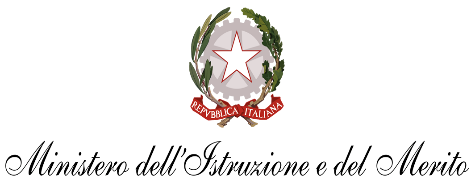 REPVBBLICA ITALIANA
Ministero dell'Istruzione e del Merito